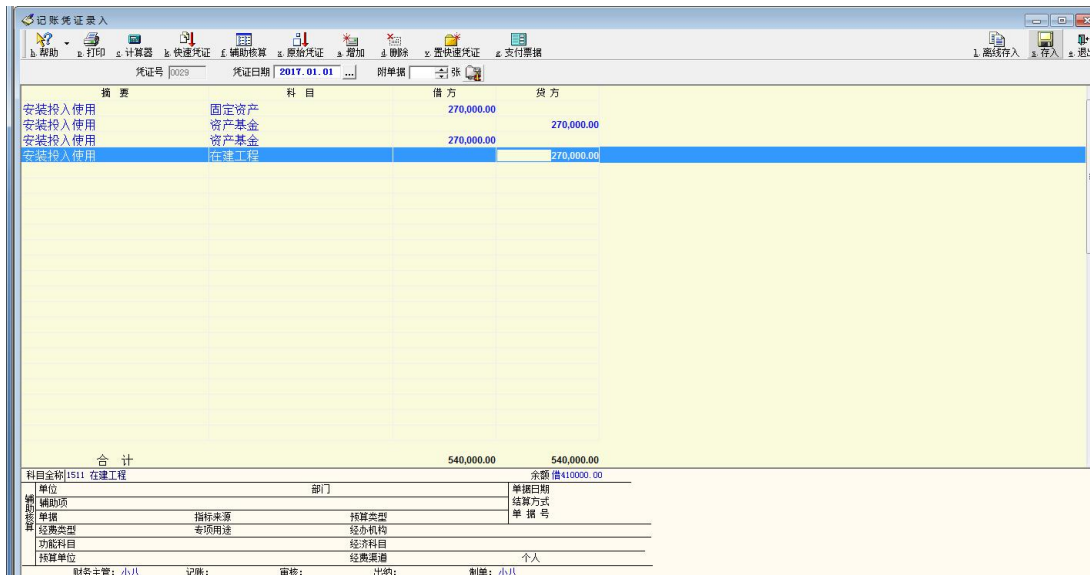 记账凭证录入
h.帮助 p.打印 c.计算器 k.快速凭证 f.辅助核算 x.原始凭证 a.增加 d.删除 v.置快速凭证 z.支付票据 l.离线存入 s.存入
凭证号 0029 凭证日期 2017.01.01 ... 附单据 张
摘 要 科 目 借 方 贷 方
安装投入使用 固定资产 270,000.00
安装投入使用 资产基金 270,000.00
安装投入使用 资产基金 270,000.00
安装投入使用 在建工程 270,000.00
合 计 540,000.00 540,000.00
科目全称 1511 在建工程 余额 借410000.00
辅助核算
单位 部门 单据日期
辅助项 结算方式
单据 指标来源 预算类型 单 据 号
经费类型 专项用途 经办机构
功能科目 经济科目
预算单位 经费渠道 个人
财务主管: 小八 记账: 审核: 出纳: 制单: 小八